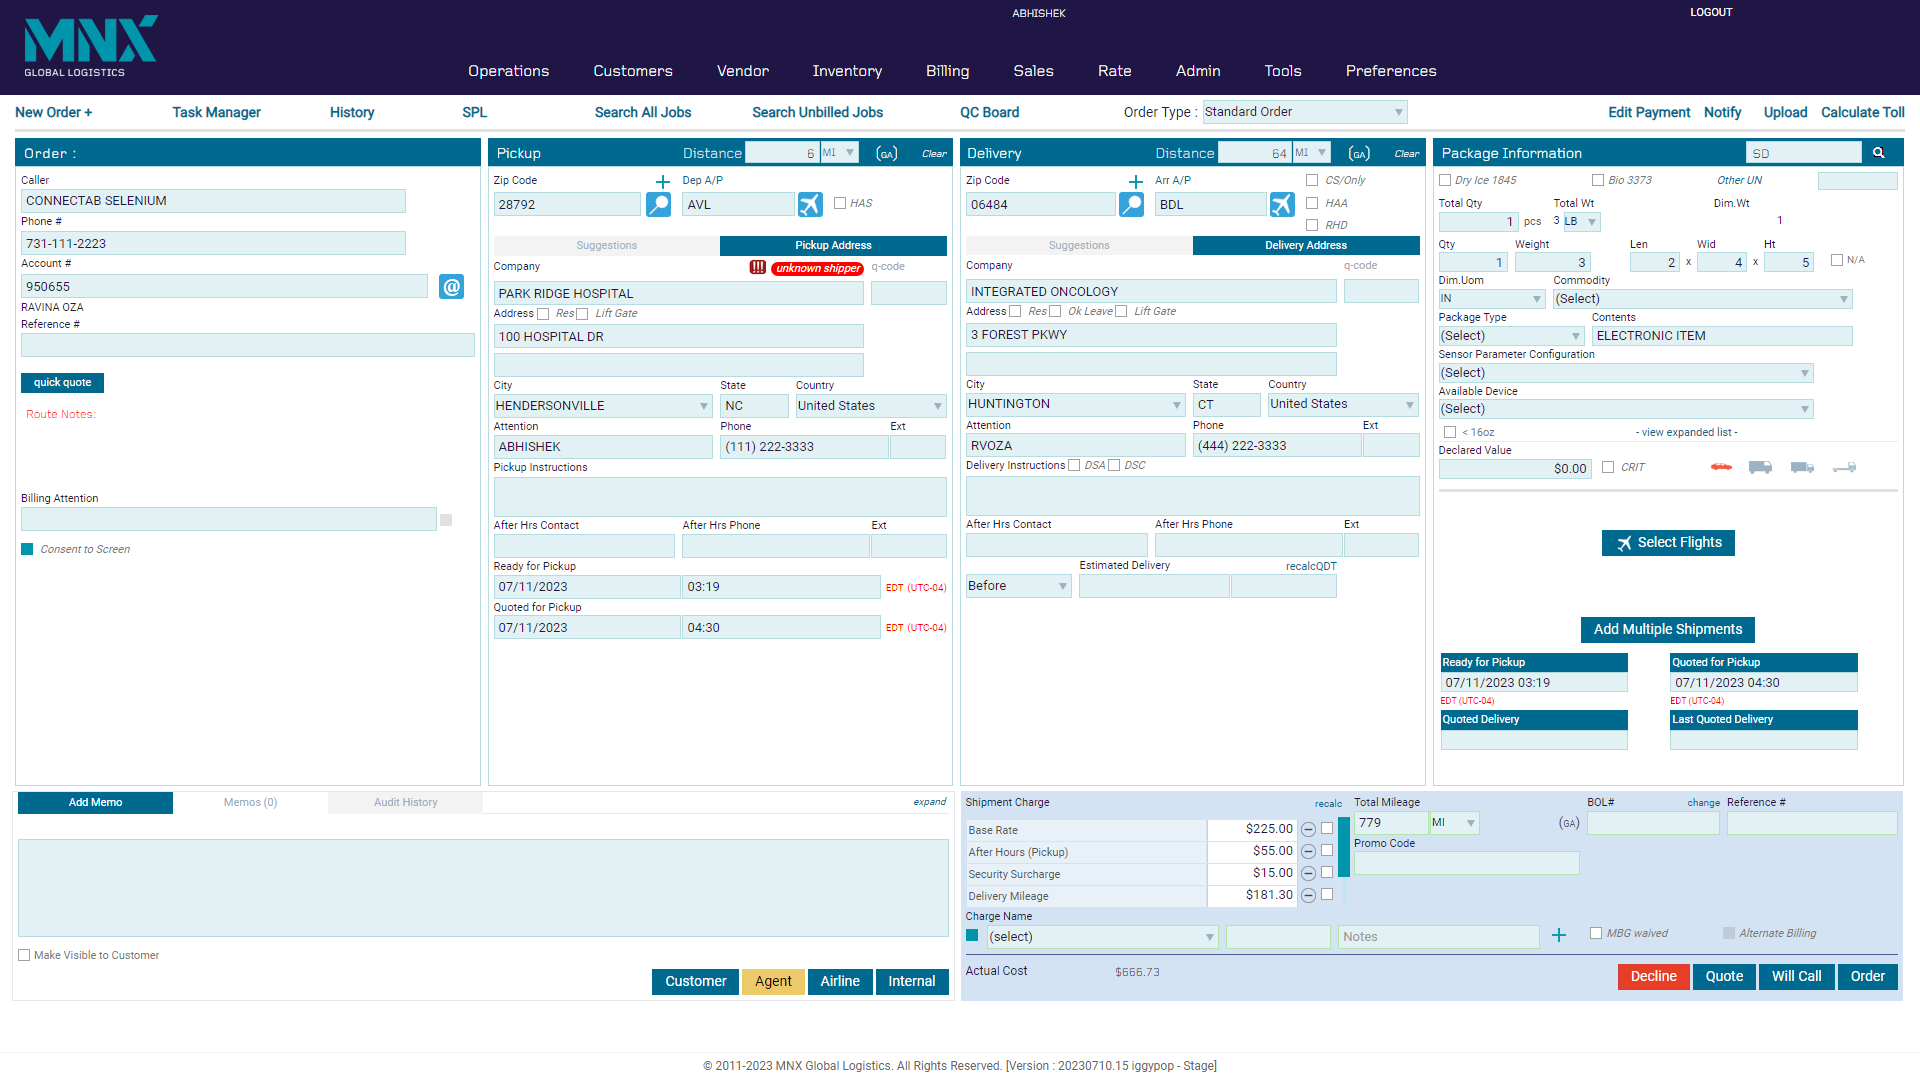 ABHISHEK
LOGOUT
MNX
GLOBAL LOGISTICS
Operations Customers Vendor Inventory Billing Sales Rate Admin Tools Preferences
New Order + Task Manager History SPL Search All Jobs Search Unbilled Jobs QC Board Order Type : Standard Order Edit Payment Notify Upload Calculate Toll
Order :
Caller
CONNECTAB SELENIUM
Phone #
731-111-2223
Account #
950655
@
RAVINA OZA
Reference #
quick quote
Route Notes:
Billing Attention
Consent to Screen
Pickup Distance 6 MI (GA) Clear
Zip Code Dep A/P
28792 AVL HAS
Suggestions Pickup Address
Company unknown shipper q-code
PARK RIDGE HOSPITAL
Address Res Lift Gate
100 HOSPITAL DR
City State Country
HENDERSONVILLE NC United States
Attention Phone Ext
ABHISHEK (111) 222-3333
Pickup Instructions
After Hrs Contact After Hrs Phone Ext
Ready for Pickup
07/11/2023 03:19 EDT (UTC-04)
Quoted for Pickup
07/11/2023 04:30 EDT (UTC-04)
Delivery Distance 64 MI (GA) Clear
Zip Code Arr A/P CS/Only
06484 BDL HAA
RHD
Suggestions Delivery Address
Company q-code
INTEGRATED ONCOLOGY
Address Res Ok Leave Lift Gate
3 FOREST PKWY
City State Country
HUNTINGTON CT United States
Attention Phone Ext
RVOZA (444) 222-3333
Delivery Instructions DSA DSC
After Hrs Contact After Hrs Phone Ext
Estimated Delivery recalcQDT
Before
Package Information SD
Dry Ice 1845 Bio 3373 Other UN
Total Qty Total Wt Dim.Wt
1 pcs 3 LB 1
Qty Weight Len Wid Ht
1 3 2 x 4 x 5 N/A
Dim.Uom Commodity
IN (Select)
Package Type Contents
(Select) ELECTRONIC ITEM
Sensor Parameter Configuration
(Select)
Available Device
(Select)
< 16oz - view expanded list -
Declared Value
$0.00 CRIT
Select Flights
Add Multiple Shipments
Ready for Pickup Quoted for Pickup
07/11/2023 03:19 07/11/2023 04:30
EDT (UTC-04) EDT (UTC-04)
Quoted Delivery Last Quoted Delivery
Add Memo Memos (0) Audit History expand
Make Visible to Customer
Customer Agent Airline Internal
Shipment Charge recalc Total Mileage BOL# change Reference #
Base Rate $225.00 779 MI (GA)
After Hours (Pickup) $55.00 Promo Code
Security Surcharge $15.00
Delivery Mileage $181.30
Charge Name
(select) Notes MBG waived Alternate Billing
Actual Cost $666.73 Decline Quote Will Call Order
© 2011-2023 MNX Global Logistics. All Rights Reserved. [Version : 20230710.15 iggypop - Stage]